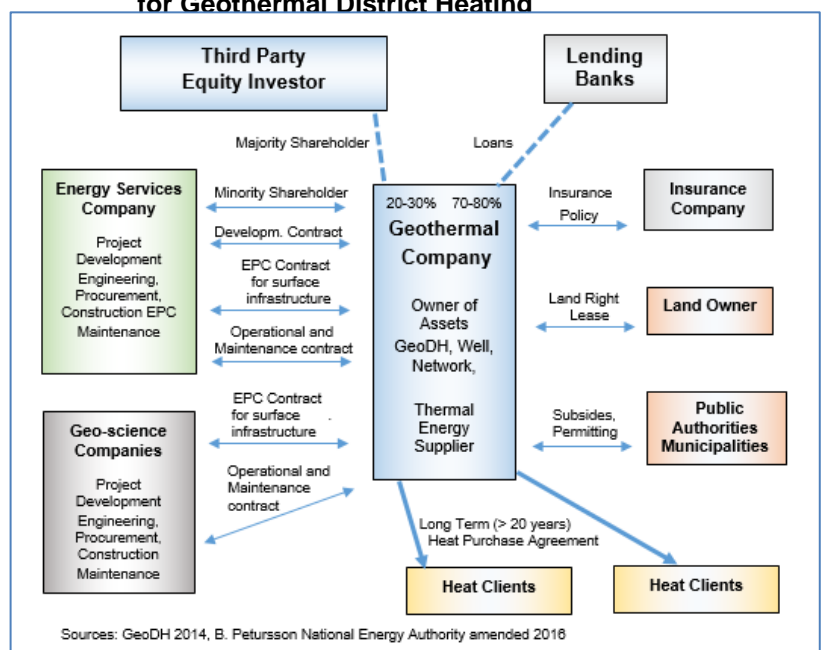 for Geothermal District Heating
Third Party
Equity Investor
Lending
Banks
Majority Shareholder
Loans
Energy Services
Company
Project
Development
Engineering,
Procurement,
Construction EPC
Maintenance
Minority Shareholder
Developm. Contract
EPC Contract
for surface
infrastructure
Operational and
Maintenance contract
20-30% 70-80%
Geothermal
Company
Owner of
Assets
GeoDH, Well,
Network,
Thermal
Energy
Supplier
Insurance
Policy
Insurance
Company
Land Right
Lease
Land Owner
Subsides,
Permitting
Public
Authorities
Municipalities
Geo-science
Companies
Project
Development
Engineering,
Procurement,
Construction
Maintenance
EPC Contract
for surface .
infrastructure
Operational and
Maintenance
contract
Long Term (> 20 years)
Heat Purchase Agreement
Heat Clients
Heat Clients
Sources: GeoDH 2014, B. Petursson National Energy Authority amended 2016